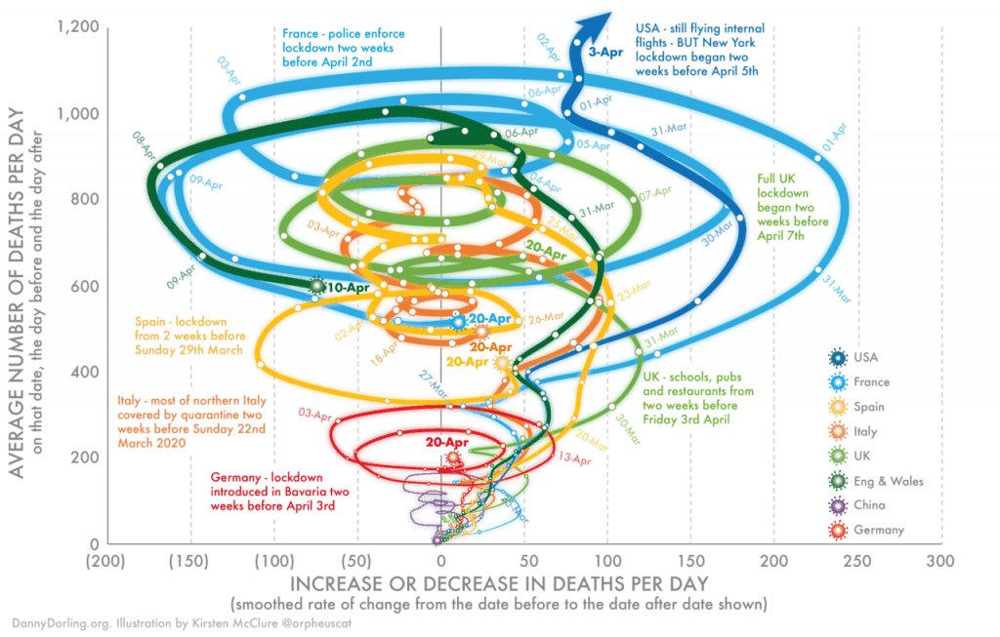 1,200
1,000
800
600
400
200
0
AVERAGE NUMBER OF DEATHS PER DAY
on that date, the day before and the day after
France - police enforce
lockdown two weeks
before April 2nd
USA - still flying internal
flights - BUT New York
lockdown began two
weeks before April 5th
3-Apr
03-Apr
02-Apr
06-Apr
01-Apr
31-Mar
01-Apr
05-Apr
06-Apr
08-Apr
09-Apr
29-Mar
04-Apr
07-Apr
31-Mar
Full UK
lockdown
began two
weeks before
April 7th
03-Apr
25-Mar
30-Mar
20-Apr
09-Apr
10-Apr
23-Mar
31-Mar
Spain - lockdown
from 2 weeks before
Sunday 29th March
02-Apr
20-Apr
26-Mar
20-Apr
18-Apr
20-Apr
30-Mar
27-Mar
UK - schools, pubs
and restaurants from
two weeks before
Friday 3rd April
Italy - most of northern Italy
covered by quarantine two
weeks before Sunday 22nd
March 2020
03-Apr
20-Apr
20-Mar
13-Apr
Germany - lockdown
introduced in Bavaria two
weeks before April 3rd
USA
France
Spain
Italy
UK
Eng & Wales
China
Germany
(200) (150) (100) (50) 0 50 100 150 200 250 300
INCREASE OR DECREASE IN DEATHS PER DAY
(smoothed rate of change from the date before to the date after date shown)
DannyDorling.org. Illustration by Kirsten McClure @orpheuscat